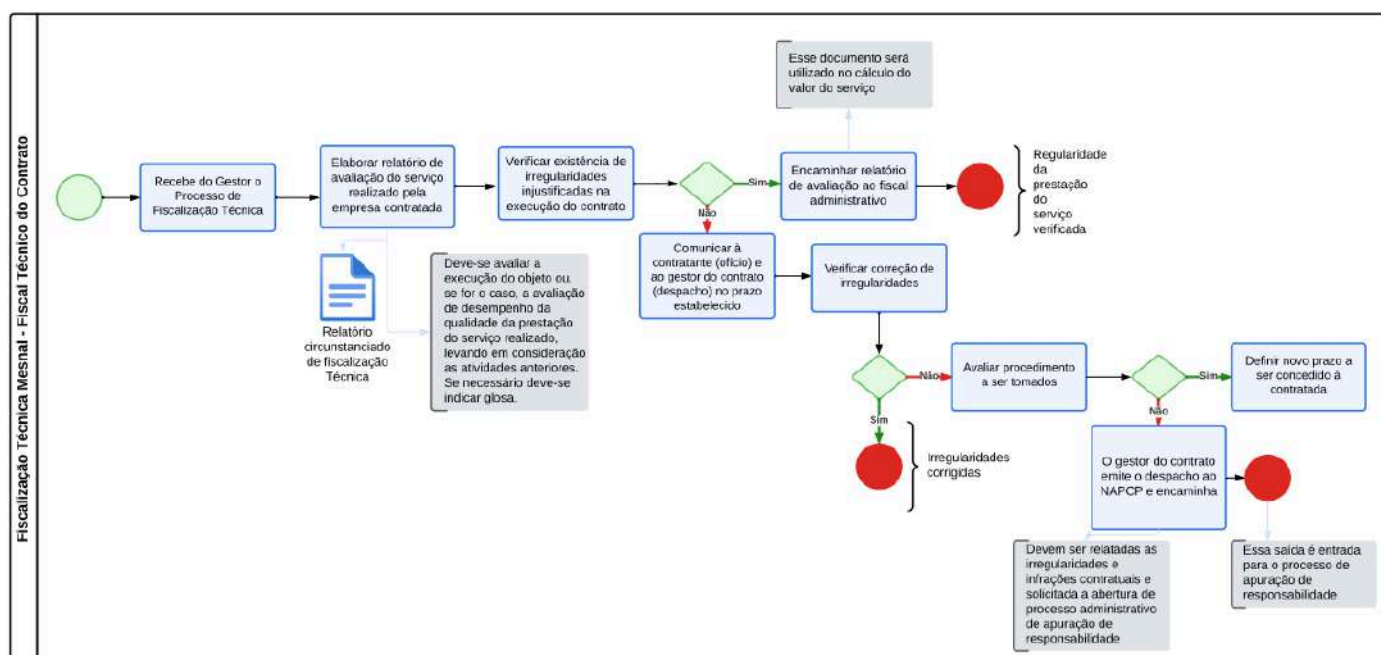 Fiscalização Técnica Mesnal - Fiscal Técnico do Contrato
Recebe do Gestor o
Processo de
Fiscalização Técnica
Elaborar relatório de
avaliação do serviço
realizado pela
empresa contratada
Relatório
circunstanciado
de fiscalização
Técnica
Deve-se avaliar a
execução do objeto ou,
se for o caso, a avaliação
de desempenho da
qualidade da prestação
do serviço realizado,
levando em consideração
as atividades anteriores.
Se necessário deve-se
indicar glosa.
Verificar existência de
irregularidades
injustificadas na
execução do contrato
Sim
Não
Esse documento será
utilizado no cálculo do
valor do serviço
Encaminhar relatório
de avaliação ao fiscal
administrativo
Regularidade
da
prestação
do
serviço
verificada
Comunicar à
contratante (ofício) e
ao gestor do contrato
(despacho) no prazo
estabelecido
Verificar correção de
irregularidades
Não
Sim
Irregularidades
corrigidas
Avaliar procedimento
a ser tomados
Sim
Não
Definir novo prazo a
ser concedido à
contratada
O gestor do contrato
emite o despacho ao
NAPCP e encaminha
Devem ser relatadas as
irregularidades e
infrações contratuais e
solicitada a abertura de
processo administrativo
de apuração de
responsabilidade
Essa saída é entrada
para o processo de
apuração de
responsabilidade